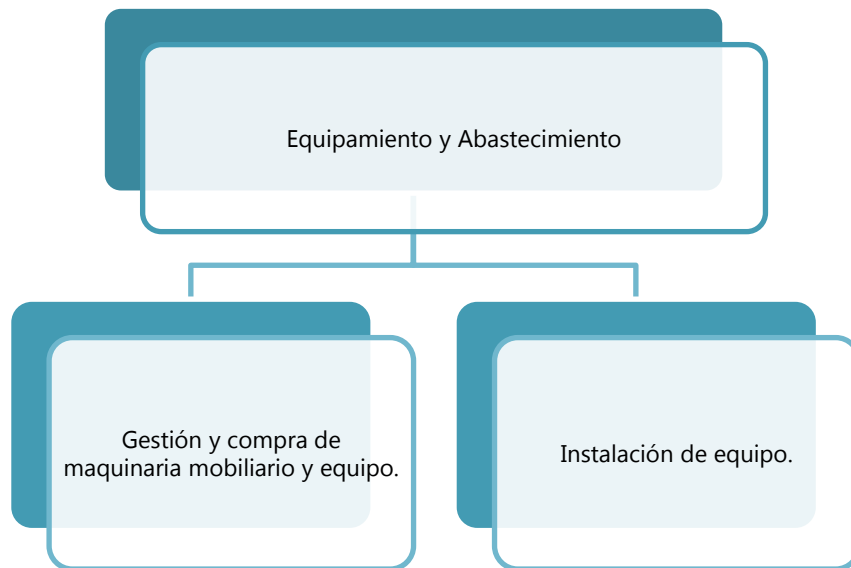 Equipamiento y Abastecimiento
Gestión y compra de
maquinaria mobiliario y equipo.
Instalación de equipo.